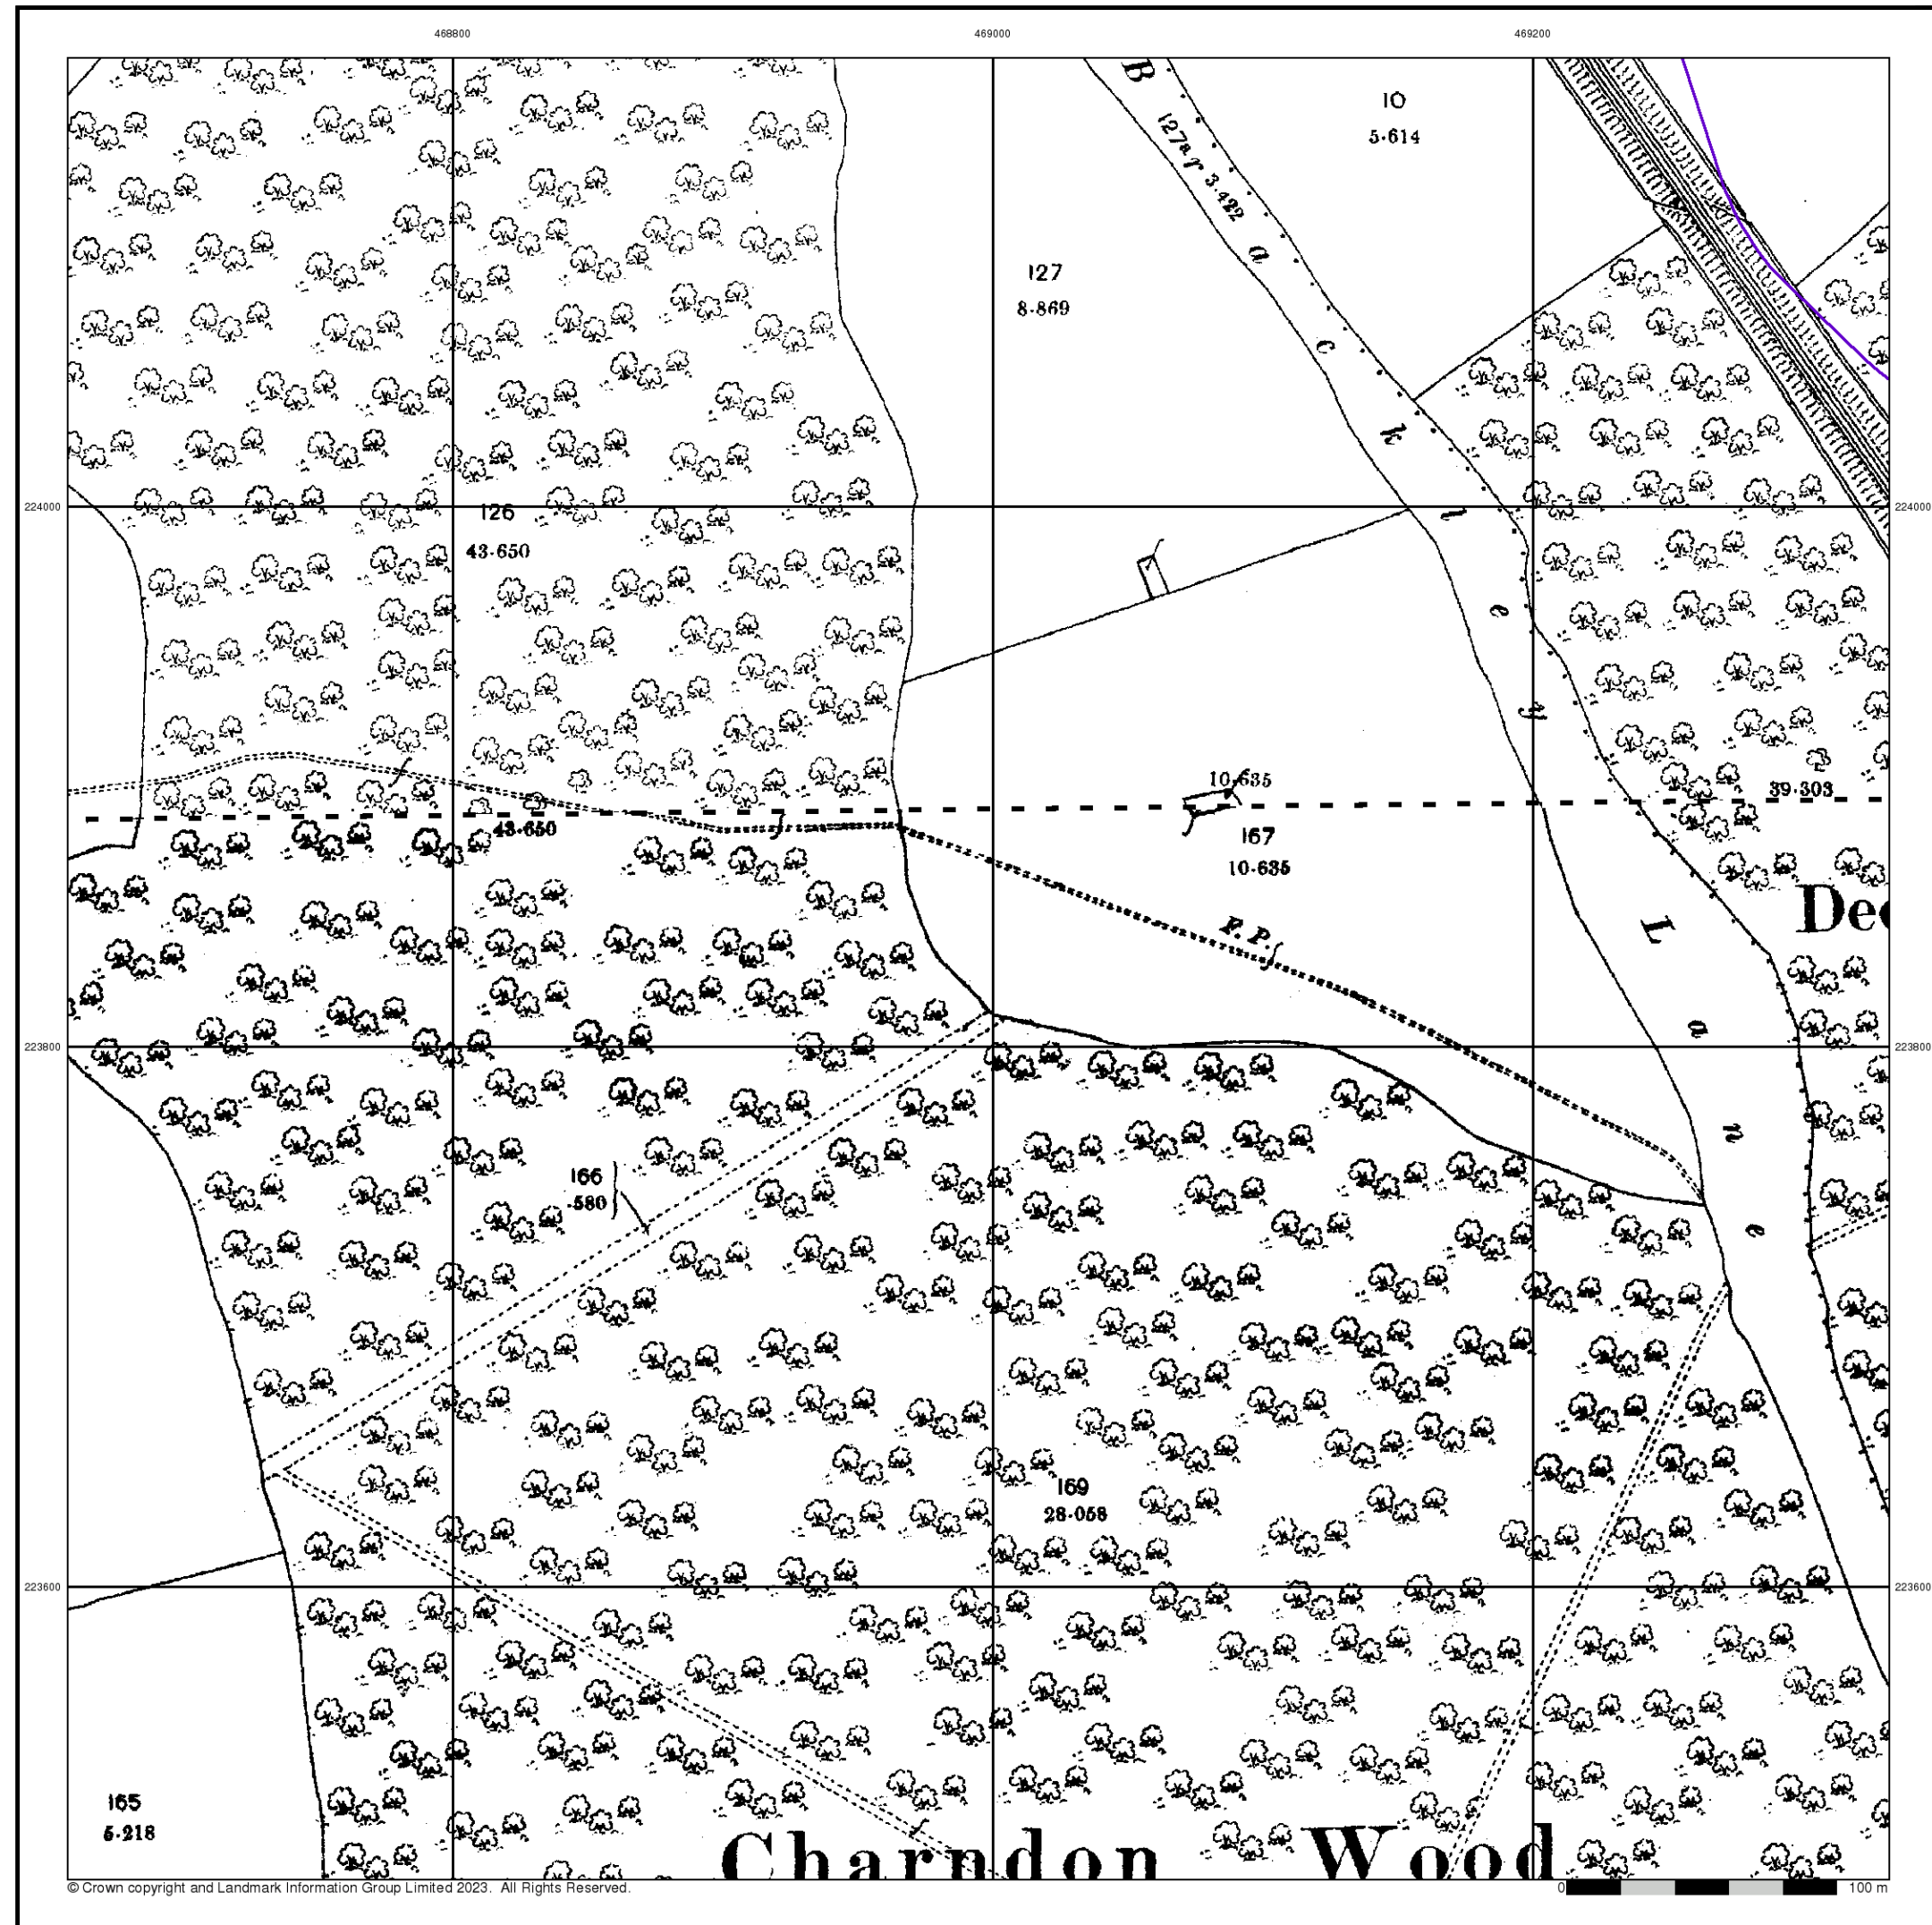 468800 469000 469200
B a c k l e y L a n e
10
5·614
127a 3·422
127
8·869
224000 224000
126
43·650
10·635
39·303
43·650
167
10·635
F. P.
223800 223800
166
·580
169
28·058
223600 223600
165
5·218
Charndon Wood
© Crown copyright and Landmark Information Group Limited 2023. All Rights Reserved.
0 100 m